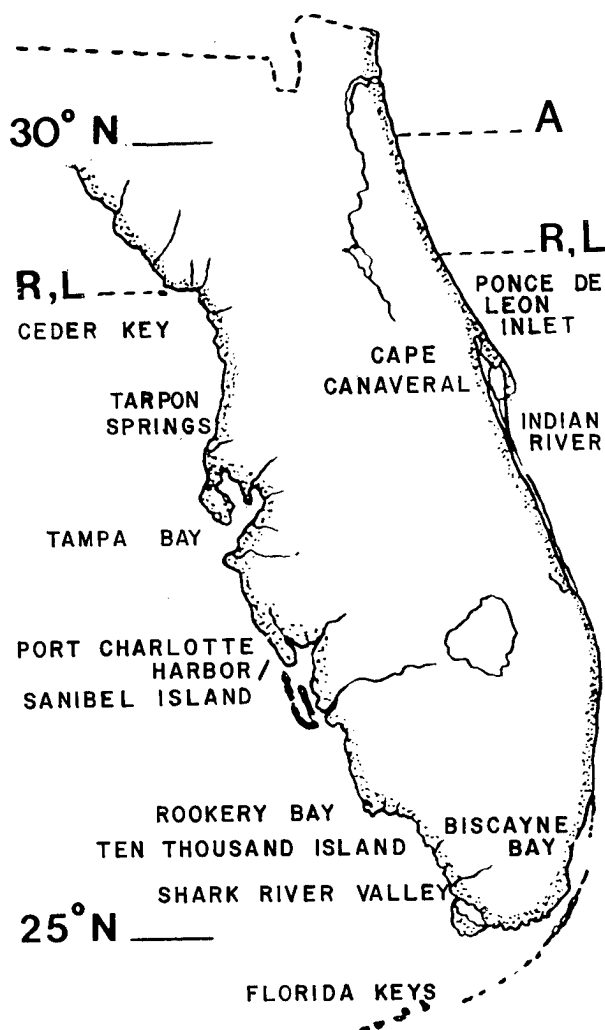 30° N
A
R, L
R, L
CEDER KEY
PONCE DE
LEON
INLET
CAPE
CANAVERAL
TARPON
SPRINGS
INDIAN
RIVER
TAMPA BAY
PORT CHARLOTTE
HARBOR
SANIBEL ISLAND
ROOKERY BAY
TEN THOUSAND ISLAND
BISCAYNE
BAY
SHARK RIVER VALLEY
25° N
FLORIDA KEYS